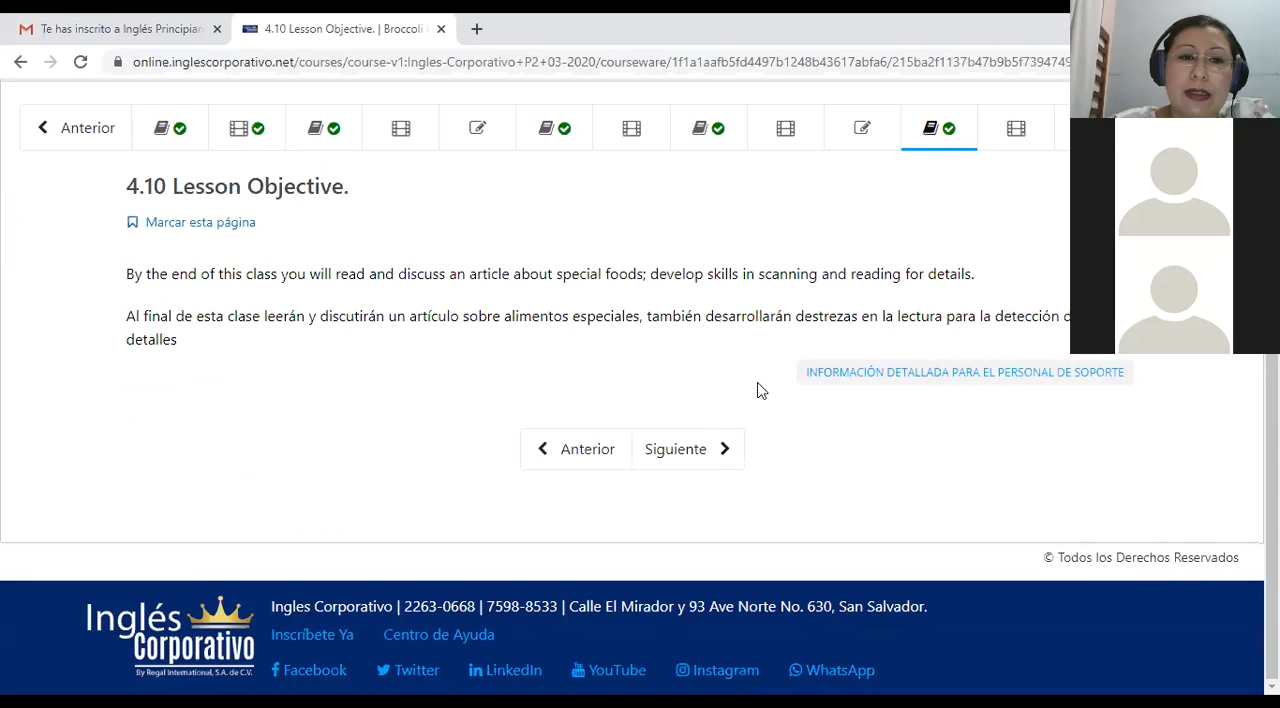 Te has inscrito a Inglés Principian
4.10 Lesson Objective. | Broccoli i
online.inglescorporativo.net/courses/course-v1:Ingles-Corporativo+P2+03-2020/courseware/1f1a1aafb5fd4497b1248b43617abfa6/215ba2f1137b47b9b5f7394749
Anterior
4.10 Lesson Objective.
Marcar esta página
By the end of this class you will read and discuss an article about special foods; develop skills in scanning and reading for details.
Al final de esta clase leerán y discutirán un artículo sobre alimentos especiales, también desarrollarán destrezas en la lectura para la detección
detalles
INFORMACIÓN DETALLADA PARA EL PERSONAL DE SOPORTE
Anterior Siguiente
© Todos los Derechos Reservados
Inglés Corporativo
By Regal International, S.A. de C.V.
Ingles Corporativo | 2263-0668 | 7598-8533 | Calle El Mirador y 93 Ave Norte No. 630, San Salvador.
Inscríbete Ya Centro de Ayuda
Facebook Twitter LinkedIn YouTube Instagram WhatsApp